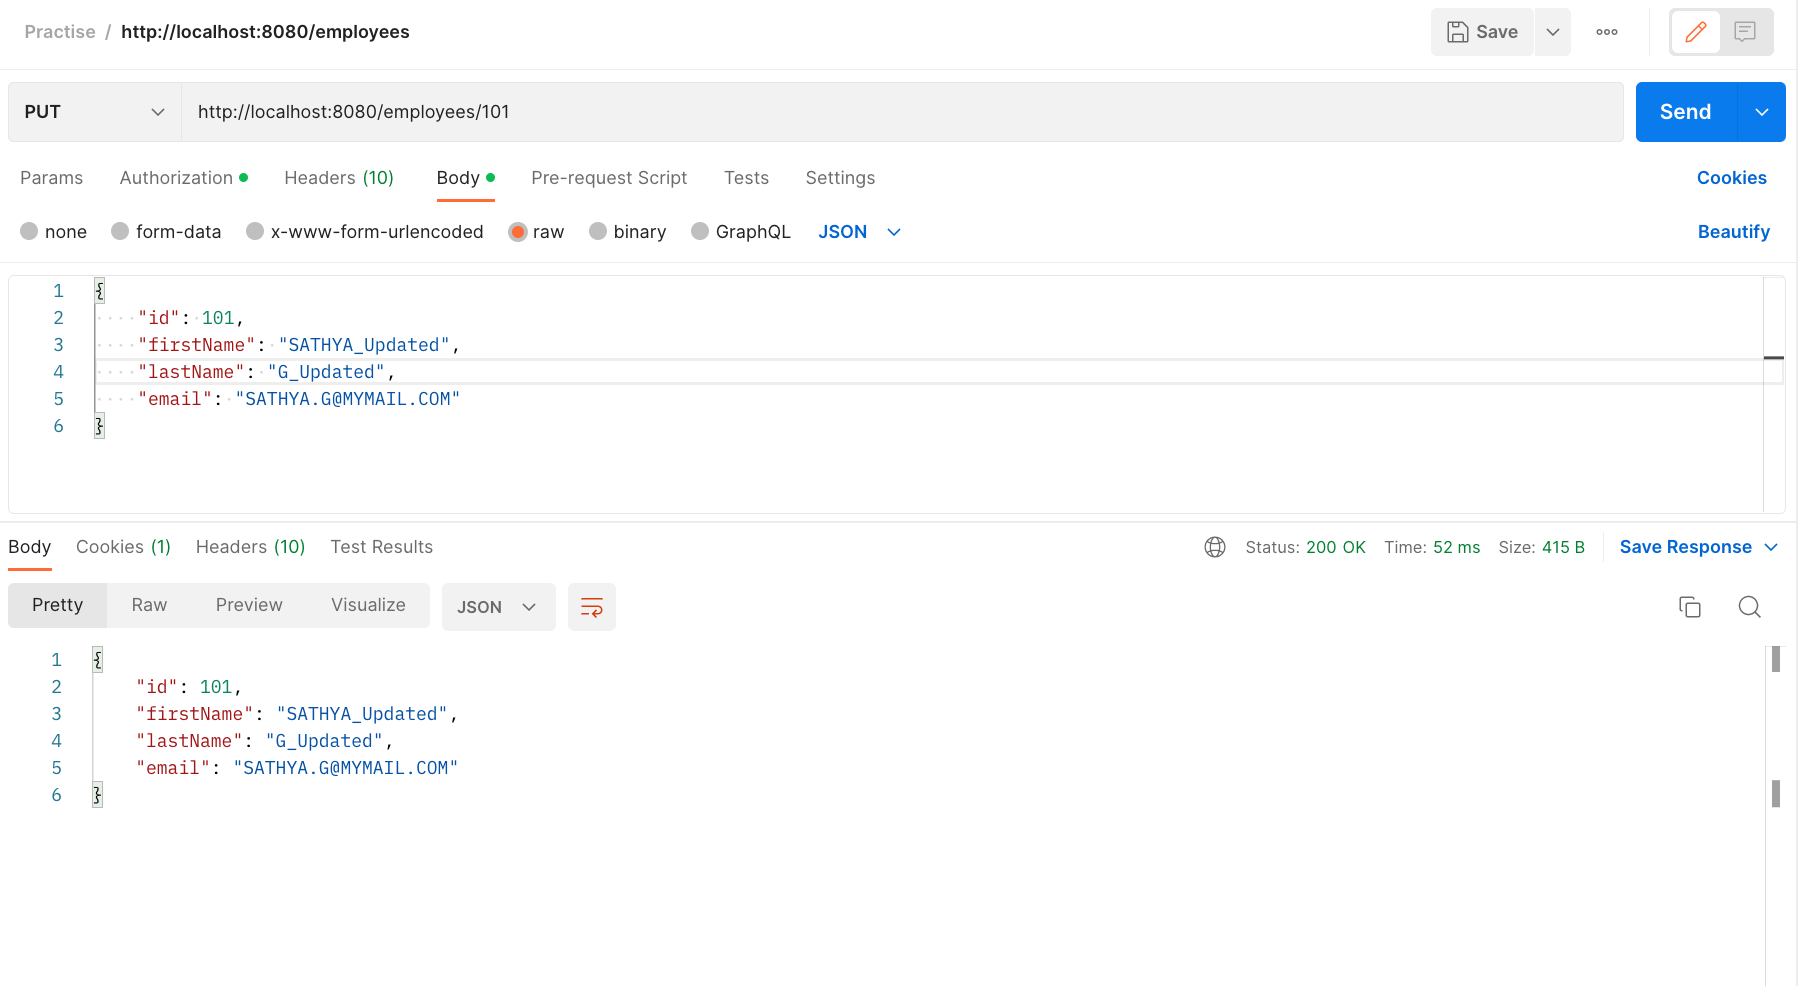 Practise / http://localhost:8080/employees
Save
PUT
http://localhost:8080/employees/101
Send
Params Authorization Headers (10) Body Pre-request Script Tests Settings Cookies
none form-data x-www-form-urlencoded raw binary GraphQL JSON Beautify
1 {
2 "id": 101,
3 "firstName": "SATHYA_Updated",
4 "lastName": "G_Updated",
5 "email": "SATHYA.G@MYMAIL.COM"
6 }
Body Cookies (1) Headers (10) Test Results Status: 200 OK Time: 52 ms Size: 415 B Save Response
Pretty Raw Preview Visualize JSON
1 {
2 "id": 101,
3 "firstName": "SATHYA_Updated",
4 "lastName": "G_Updated",
5 "email": "SATHYA.G@MYMAIL.COM"
6 }